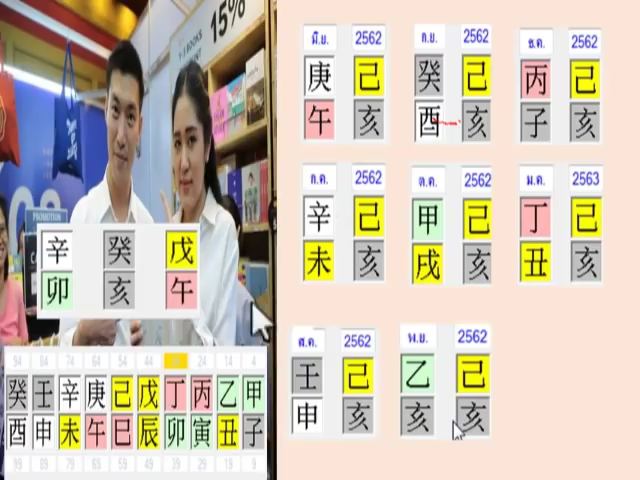 15%
PROMOTION
辛 癸 戊
卯 亥 午
94 84 74 64 54 44 24 14 4
癸 壬 辛 庚 己 戊 丁 丙 乙 甲
酉 申 未 午 巳 辰 卯 寅 丑 子
99 89 79 69 59 49 39 29 19 9
มิ.ย. 2562
庚 己
午 亥
ก.ย. 2562
癸 己
酉 亥
ธ.ค. 2562
丙 己
子 亥
ก.ค. 2562
辛 己
未 亥
ต.ค. 2562
甲 己
戌 亥
ม.ค. 2563
丁 己
丑 亥
ส.ค. 2562
壬 己
申 亥
พ.ย. 2562
乙 己
亥 亥